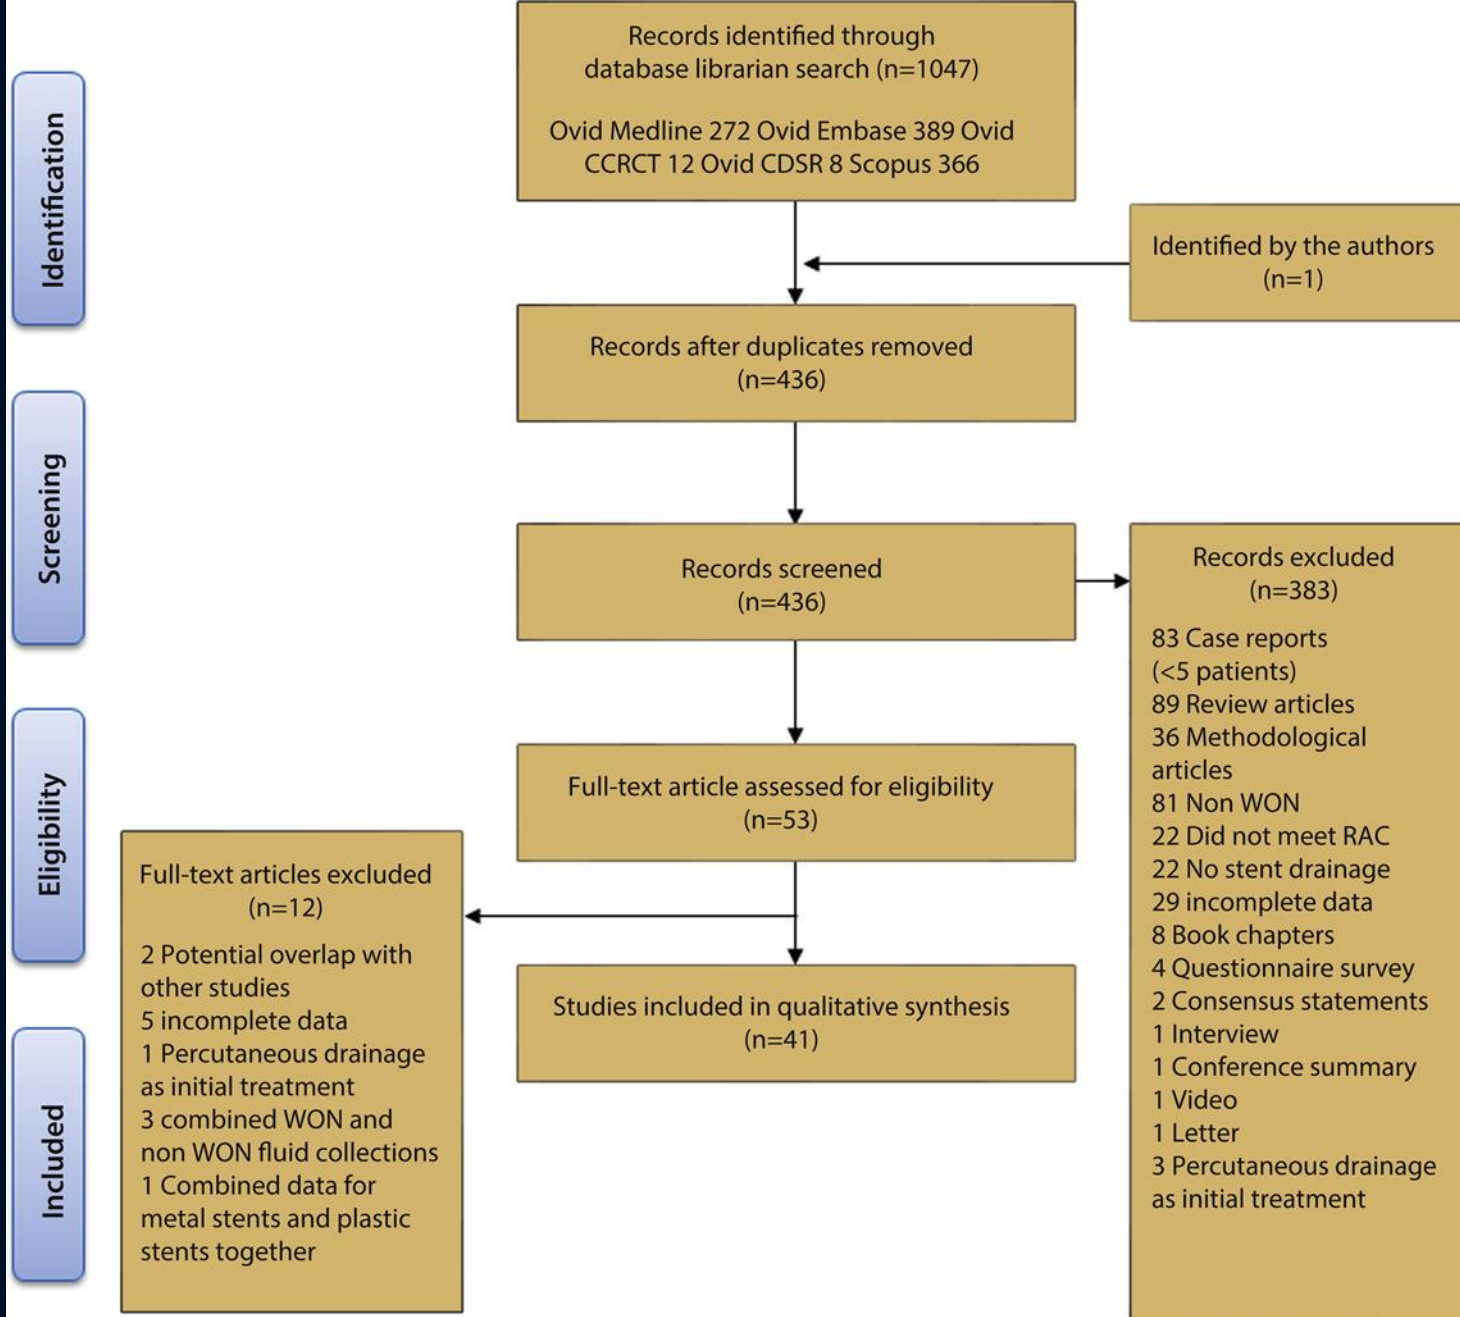 Identification
Records identified through
database librarian search (n=1047)
Ovid Medline 272 Ovid Embase 389 Ovid
CCRCT 12 Ovid CDSR 8 Scopus 366
Identified by the authors
(n=1)
Records after duplicates removed
(n=436)
Screening
Records screened
(n=436)
Records excluded
(n=383)
83 Case reports
(<5 patients)
89 Review articles
36 Methodological
articles
81 Non WON
22 Did not meet RAC
22 No stent drainage
29 incomplete data
8 Book chapters
4 Questionnaire survey
2 Consensus statements
1 Interview
1 Conference summary
1 Video
1 Letter
3 Percutaneous drainage
as initial treatment
Eligibility
Full-text article assessed for eligibility
(n=53)
Full-text articles excluded
(n=12)
2 Potential overlap with
other studies
5 incomplete data
1 Percutaneous drainage
as initial treatment
3 combined WON and
non WON fluid collections
1 Combined data for
metal stents and plastic
stents together
Included
Studies included in qualitative synthesis
(n=41)